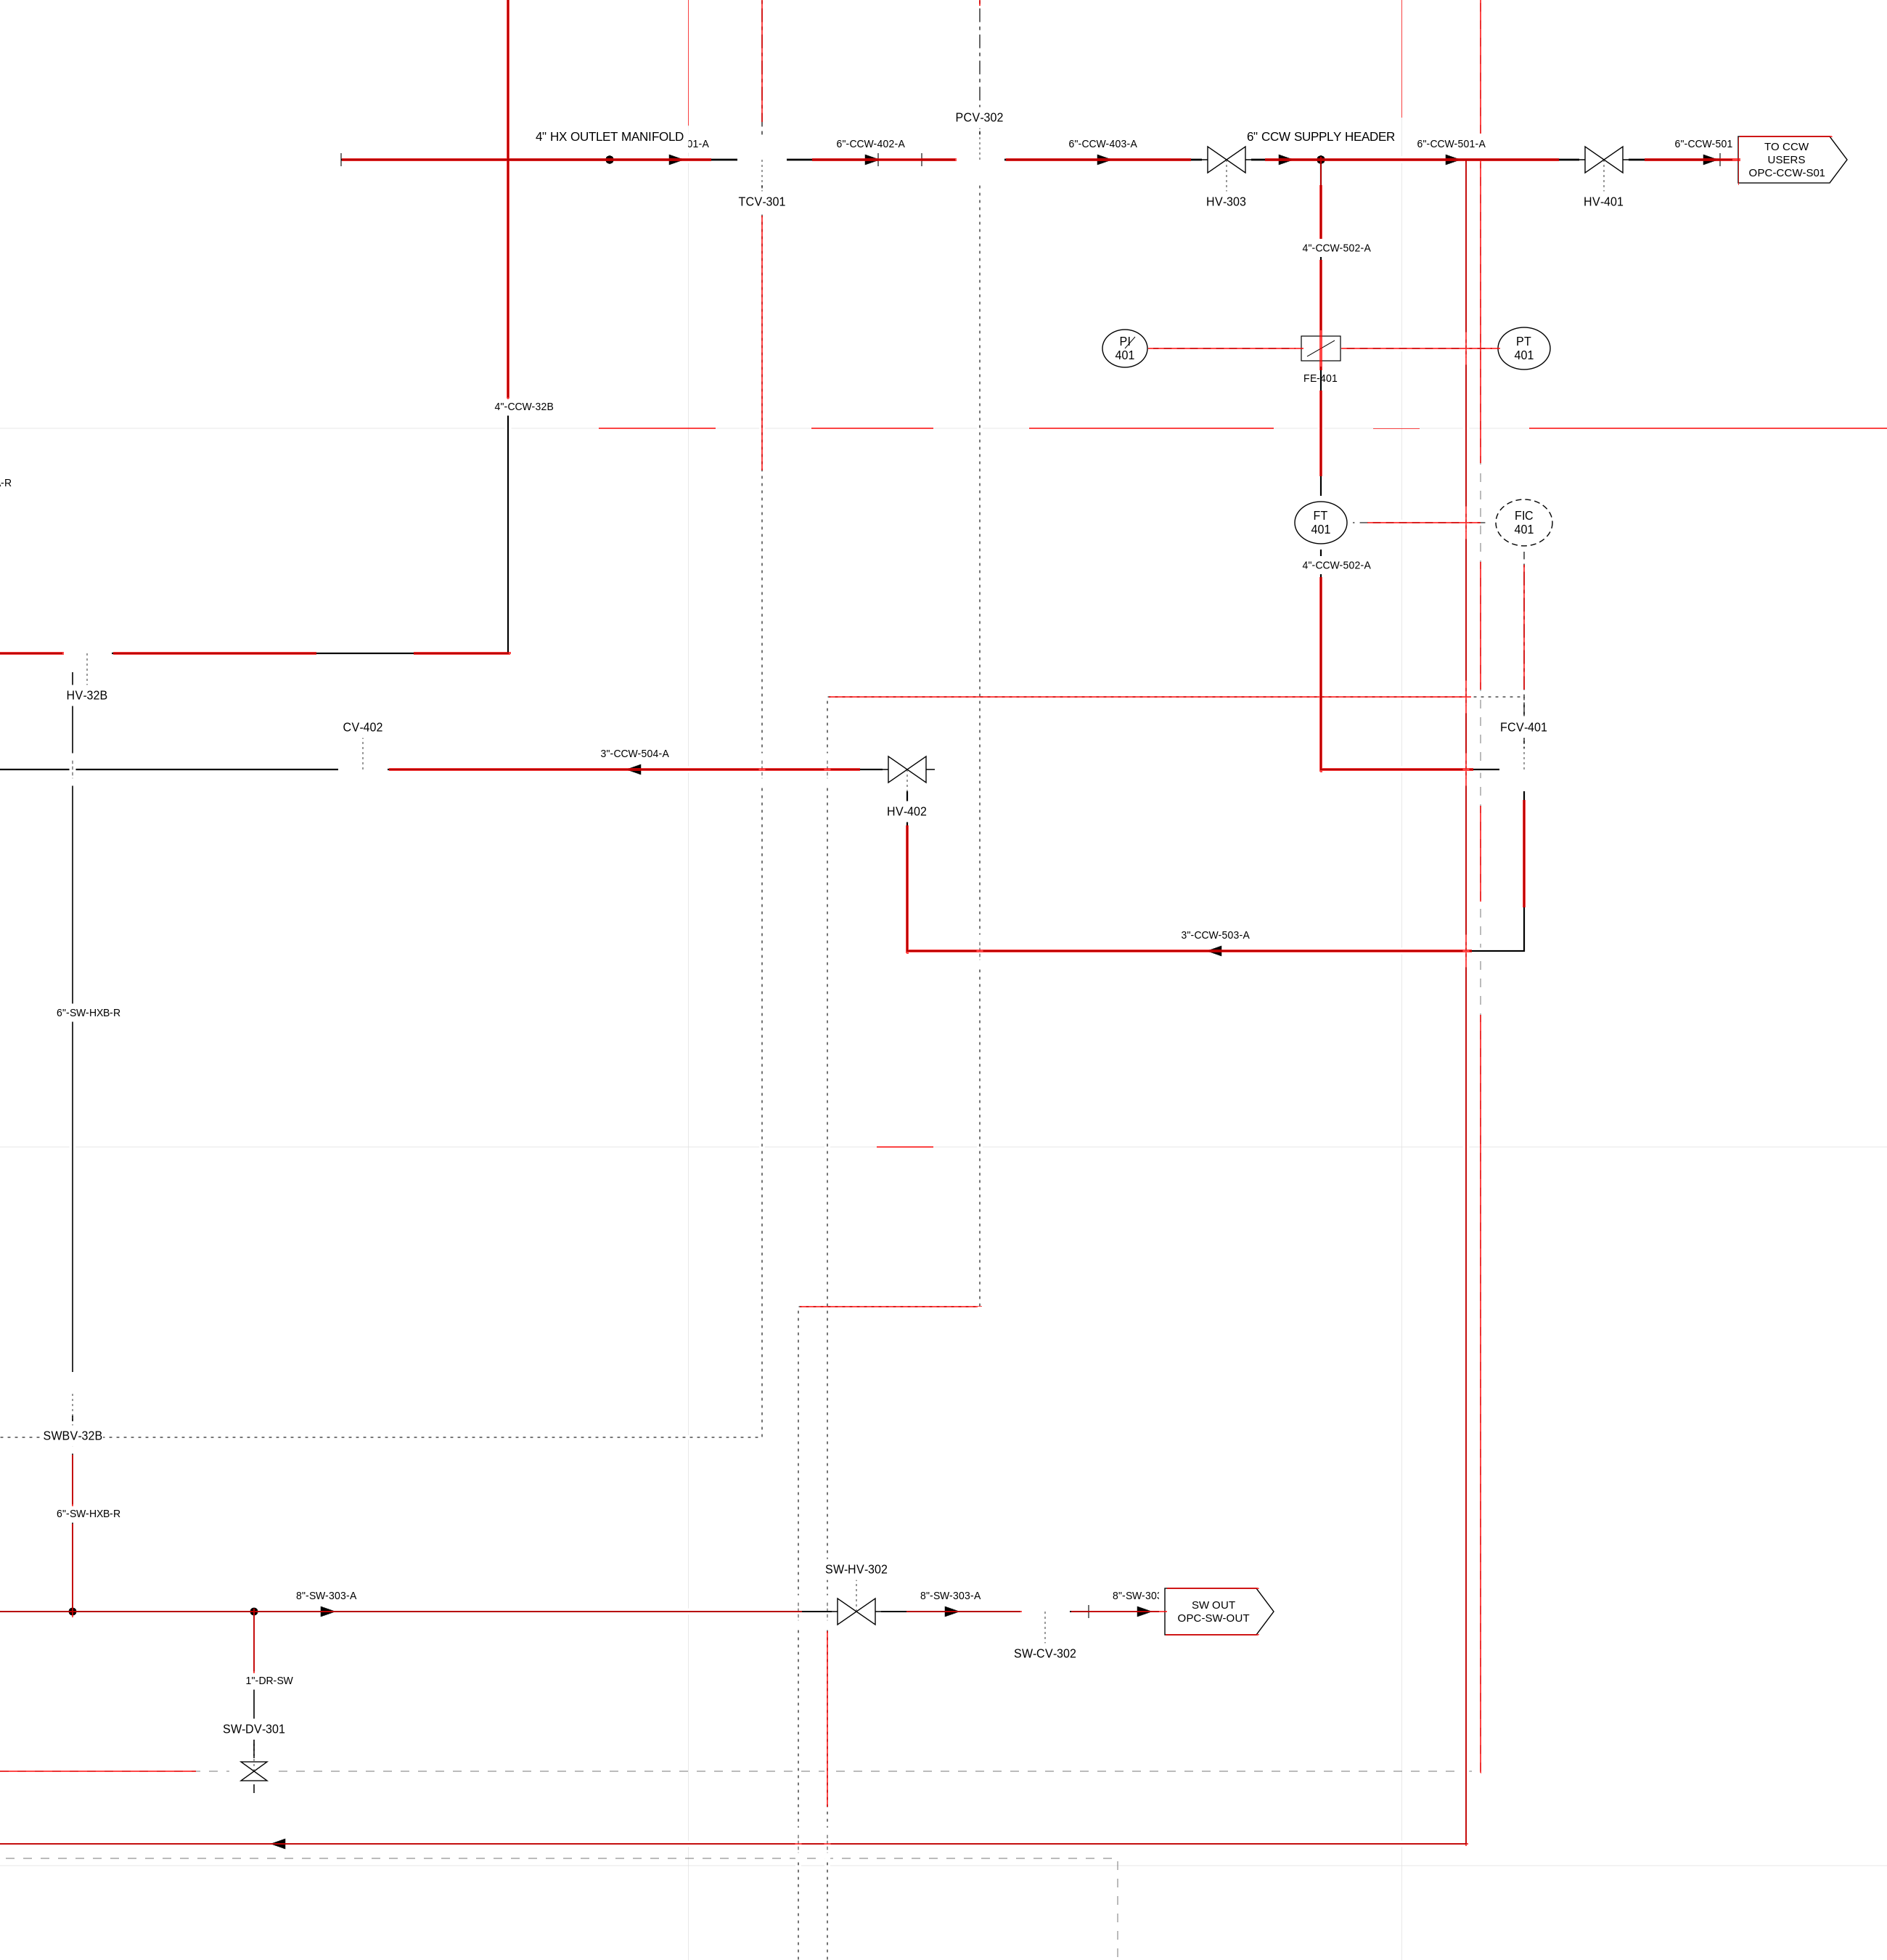 PCV-302
4" HX OUTLET MANIFOLD
01-A
6"-CCW-402-A
6"-CCW-403-A
6" CCW SUPPLY HEADER
6"-CCW-501-A
6"-CCW-501
TO CCW
USERS
OPC-CCW-S01
TCV-301
HV-303
HV-401
4"-CCW-502-A
PI
401
PT
401
FE-401
4"-CCW-32B
-R
FT
401
FIC
401
4"-CCW-502-A
HV-32B
CV-402
FCV-401
3"-CCW-504-A
HV-402
3"-CCW-503-A
6"-SW-HXB-R
SWBV-32B
6"-SW-HXB-R
SW-HV-302
8"-SW-303-A
8"-SW-303-A
8"-SW-303
SW OUT
OPC-SW-OUT
SW-CV-302
1"-DR-SW
SW-DV-301